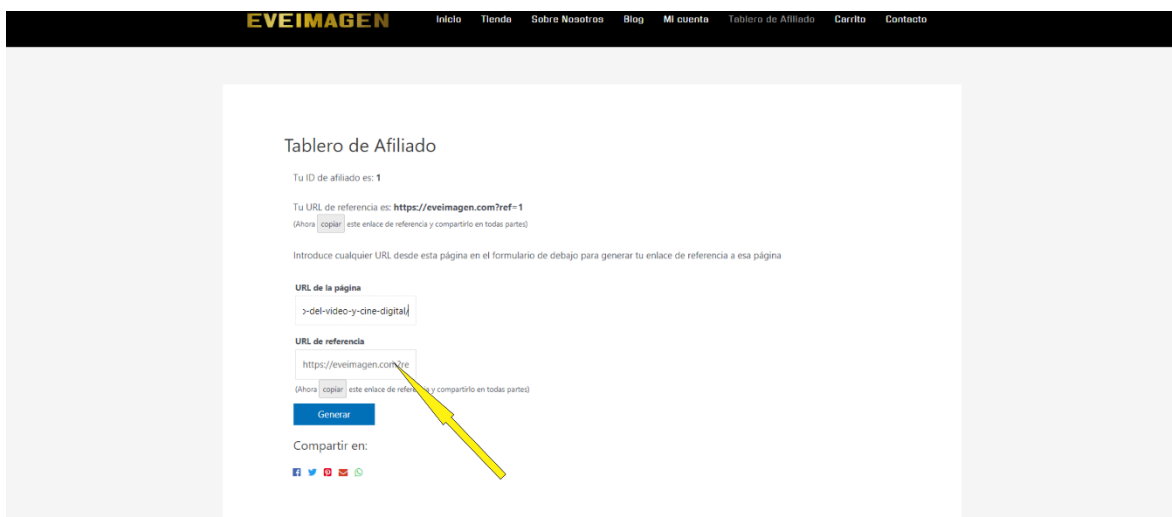 EVEIMAGEN Inicio Tienda Sobre Nosotros Blog Mi cuenta Tablero de Afiliado Carrito Contacto
Tablero de Afiliado
Tu ID de afiliado es: 1
Tu URL de referencia es: https://eveimagen.com?ref=1
(Ahora copiar este enlace de referencia y compartirlo en todas partes)
Introduce cualquier URL desde esta página en el formulario de debajo para generar tu enlace de referencia a esa página
URL de la página
-del-video-y-cine-digital/
URL de referencia
https://eveimagen.com?re
(Ahora copiar este enlace de referencia y compartirlo en todas partes)
Generar
Compartir en: